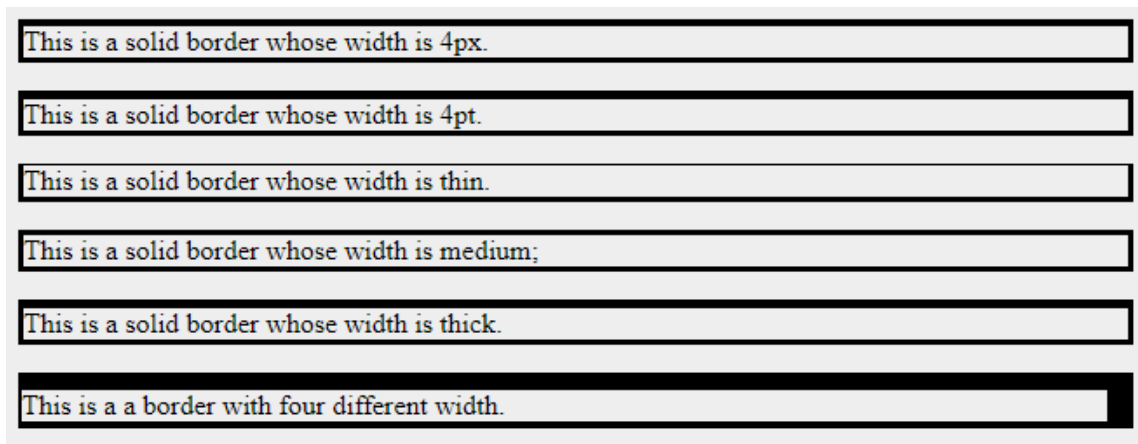 This is a solid border whose width is 4px.
This is a solid border whose width is 4pt.
This is a solid border whose width is thin.
This is a solid border whose width is medium;
This is a solid border whose width is thick.
This is a a border with four different width.